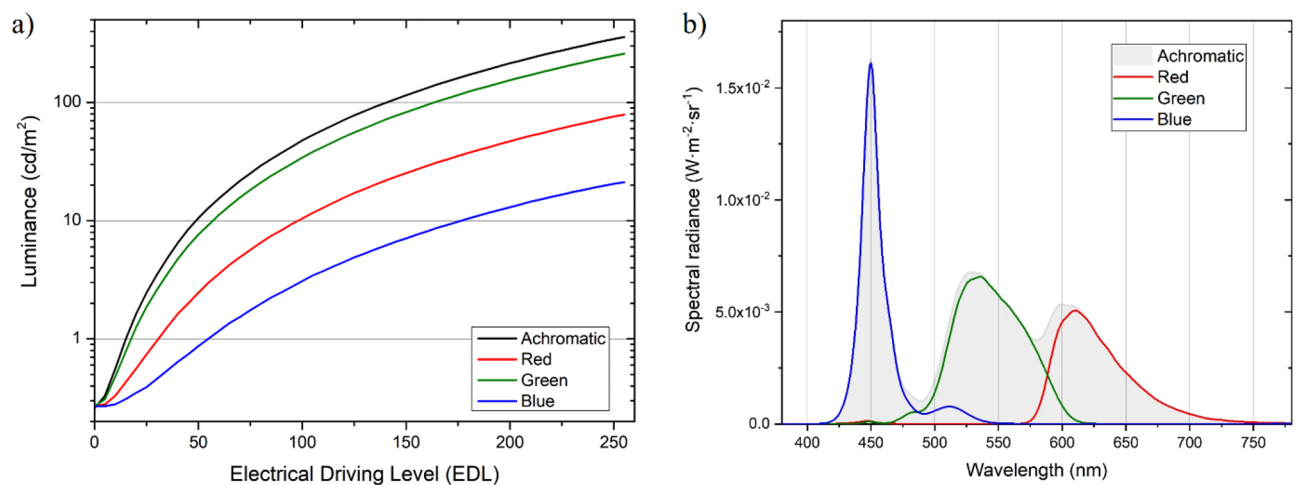 a)
Luminance (cd/m²)
100
10
1
0
50
100
150
200
250
Electrical Driving Level (EDL)
Achromatic
Red
Green
Blue
b)
Spectral radiance (W·m⁻²·sr⁻¹)
1.5x10⁻²
1.0x10⁻²
5.0x10⁻³
0.0
400
450
500
550
600
650
700
750
Wavelength (nm)
Achromatic
Red
Green
Blue